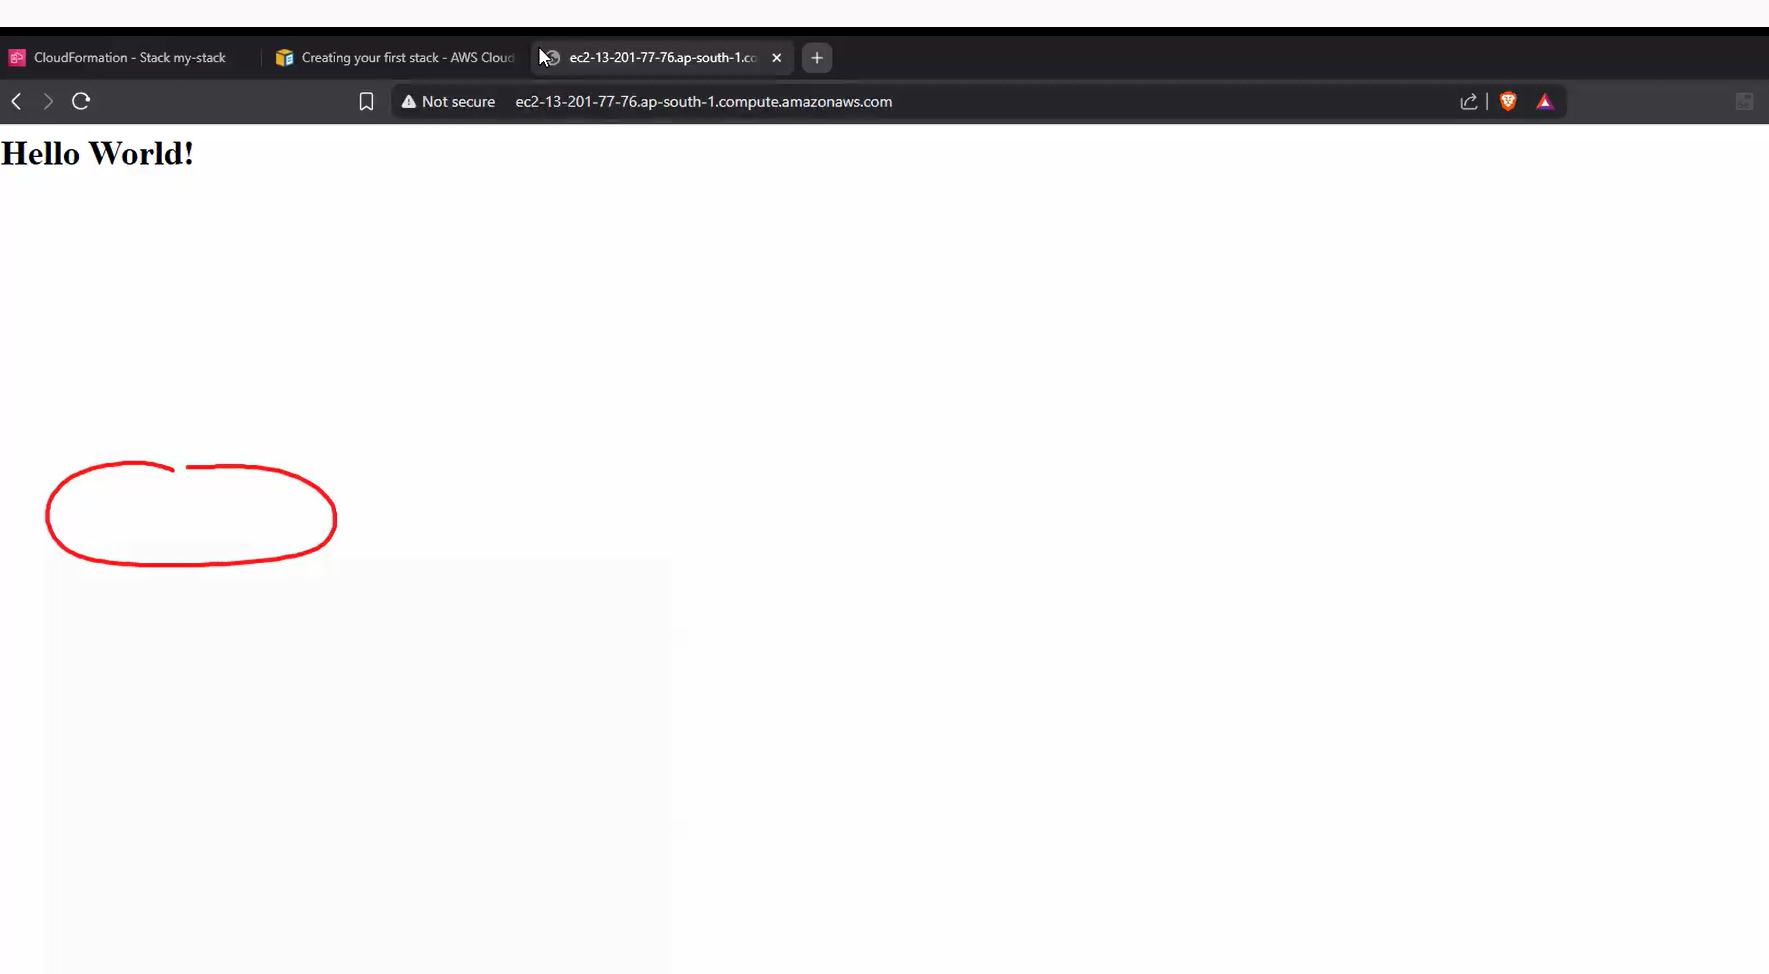 CloudFormation - Stack my-stack
Creating your first stack - AWS Cloud
ec2-13-201-77-76.ap-south-1.co
Not secure
ec2-13-201-77-76.ap-south-1.compute.amazonaws.com
Hello World!